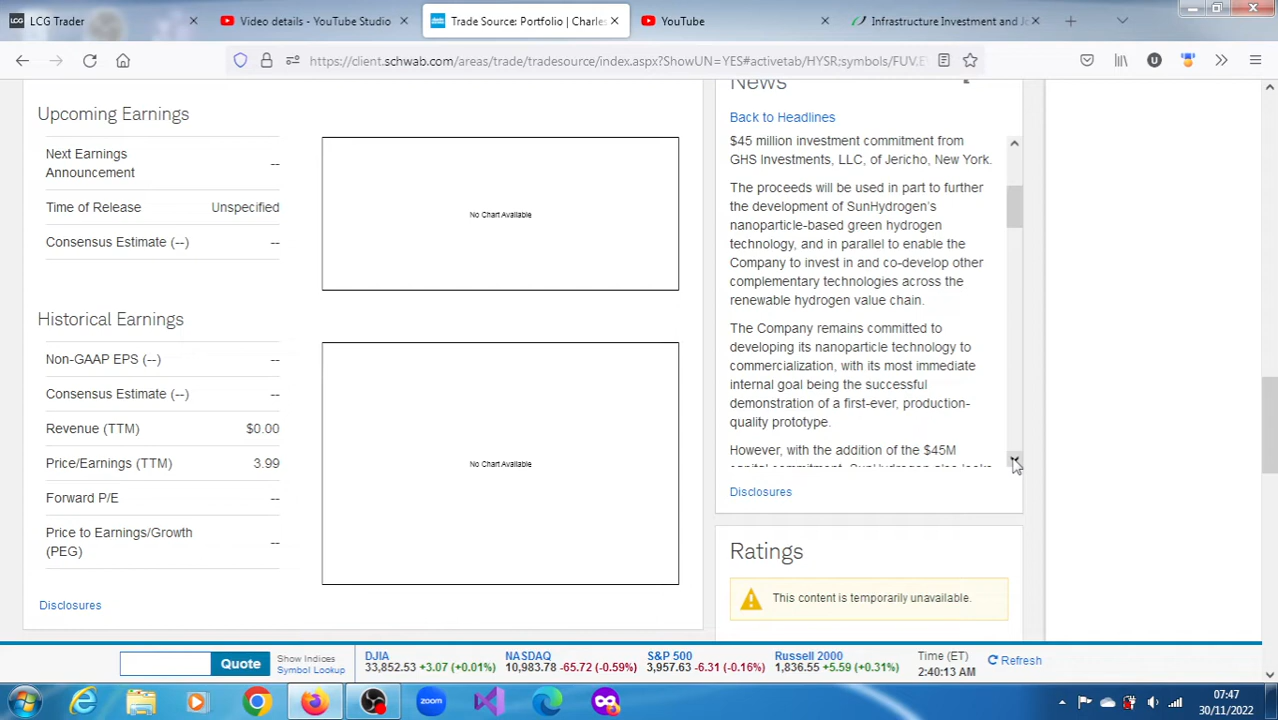 LCG Trader
Video details - YouTube Studio
Trade Source: Portfolio | Charles
YouTube
Infrastructure Investment and Jo
https://client.schwab.com/areas/trade/tradesource/index.aspx?ShowUN=YES#activetab/HYSR:symbols/FUV.E
News
Upcoming Earnings
Back to Headlines
$45 million investment commitment from
GHS Investments, LLC, of Jericho, New York.
Next Earnings
Announcement
--
The proceeds will be used in part to further
the development of SunHydrogen's
nanoparticle-based green hydrogen
technology, and in parallel to enable the
Company to invest in and co-develop other
complementary technologies across the
renewable hydrogen value chain.
Time of Release
Unspecified
Consensus Estimate (--)
--
No Chart Available
Historical Earnings
The Company remains committed to
developing its nanoparticle technology to
commercialization, with its most immediate
internal goal being the successful
demonstration of a first-ever, production-
quality prototype.
Non-GAAP EPS (--)
--
Consensus Estimate (--)
--
Revenue (TTM)
$0.00
However, with the addition of the $45M
Price/Earnings (TTM)
3.99
No Chart Available
Forward P/E
--
Price to Earnings/Growth
(PEG)
--
Disclosures
Disclosures
Ratings
This content is temporarily unavailable.
Quote
Show Indices
Symbol Lookup
DJIA
33,852.53 +3.07 (+0.01%)
NASDAQ
10,983.78 -65.72 (-0.59%)
S&P 500
3,957.63 -6.31 (-0.16%)
Russell 2000
1,836.55 +5.59 (+0.31%)
Time (ET)
2:40:13 AM
Refresh
zoom
07:47
30/11/2022